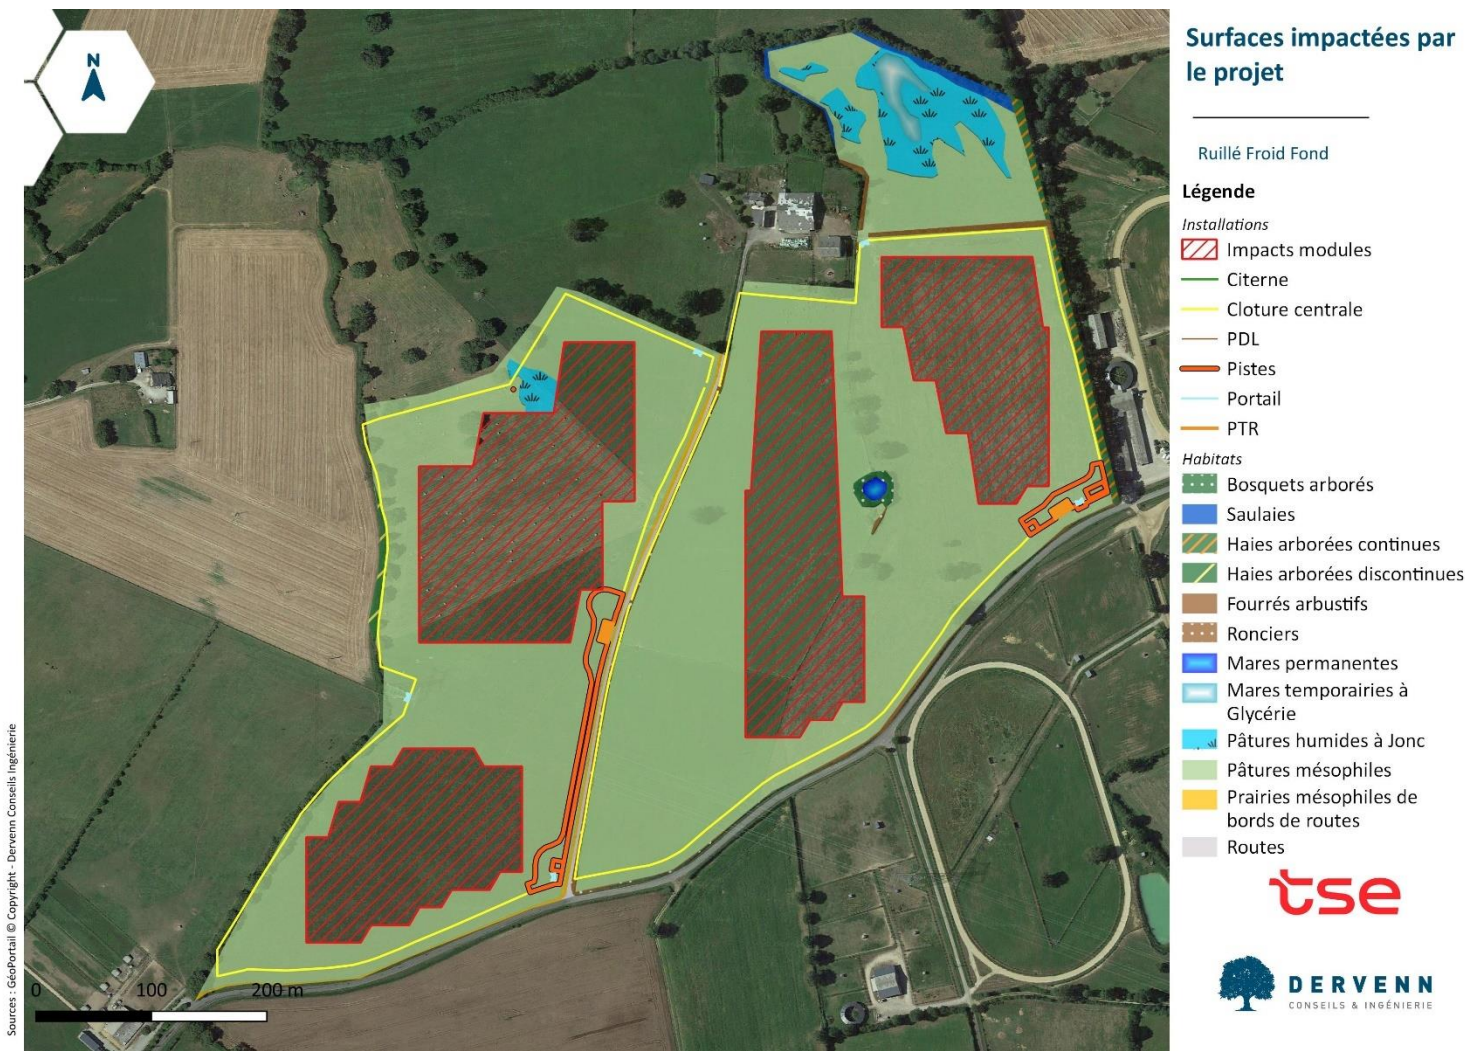 N
Surfaces impactées par
le projet
Ruillé Froid Fond
Légende
Installations
Impacts modules
Citerne
Cloture centrale
PDL
Pistes
Portail
PTR
Habitats
Bosquets arborés
Saulaies
Haies arborées continues
Haies arborées discontinues
Fourrés arbustifs
Ronciers
Mares permanentes
Mares temporairies à
Glycérie
Pâtures humides à Jonc
Pâtures mésophiles
Prairies mésophiles de
bords de routes
Routes
tse
DERVENN
CONSEILS & INGÉNIERIE
0 100 200 m
Sources : GéoPortail © Copyright - Dervenn Conseils Ingénierie